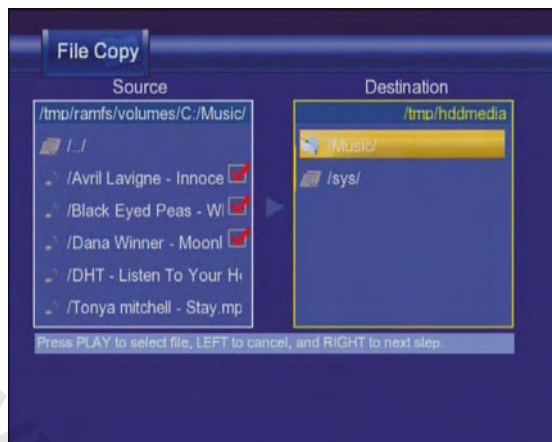 File Copy
Source
Destination
/tmp/ramfs/volumes/C:/Music/
/tmp/hddmedia
/../
/Music/
/Avril Lavigne - Innoce
/sys/
/Black Eyed Peas - W
/Dana Winner - Moonl
/DHT - Listen To Your He
/Tonya mitchell - Stay.mp
Press PLAY to select file, LEFT to cancel, and RIGHT to next step.